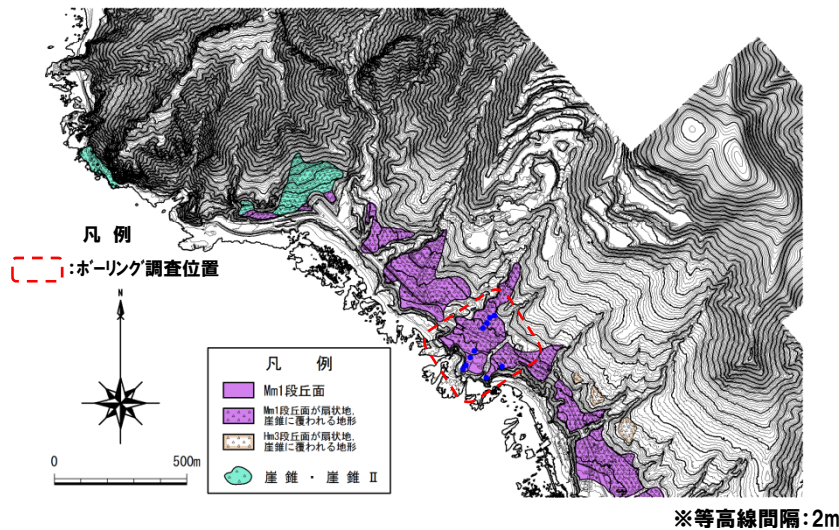 凡 例
:ボーリング調査位置
N
凡 例
Mm1段丘面
Mm1段丘面が扇状地,
崖錐に覆われる地形
Hm3段丘面が扇状地,
崖錐に覆われる地形
崖 錐 ・ 崖 錐 Ⅱ
0 500m
※等高線間隔:2m